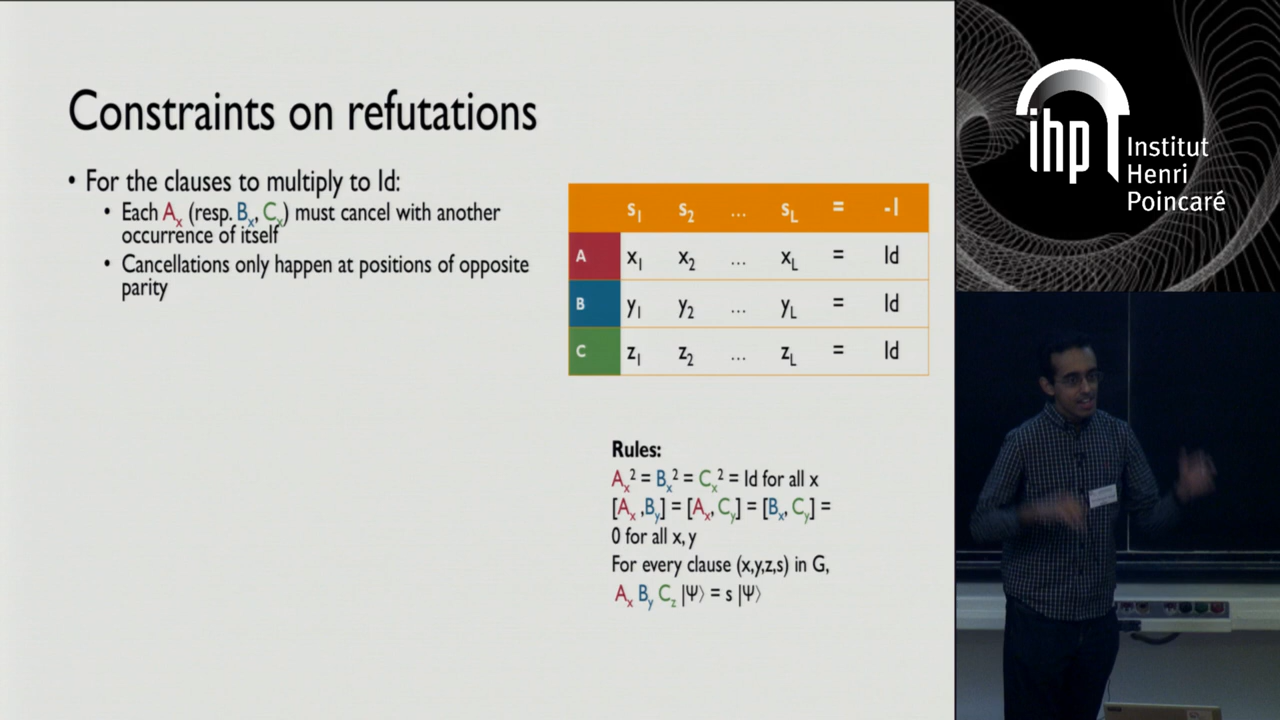 Constraints on refutations
• For the clauses to multiply to Id:
• Each Aₓ (resp. Bₓ, Cₓ) must cancel with another
occurrence of itself
• Cancellations only happen at positions of opposite
parity
s₁ s₂ ... s_L = -I
A x₁ x₂ ... x_L = Id
B y₁ y₂ ... y_L = Id
C z₁ z₂ ... z_L = Id
Rules:
Aₓ² = Bₓ² = Cₓ² = Id for all x
[Aₓ ,B_y] = [Aₓ, C_y] = [Bₓ, C_y] =
0 for all x, y
For every clause (x,y,z,s) in G,
Aₓ B_y C_z |Ψ⟩ = s |Ψ⟩
ihp
Institut
Henri
Poincaré